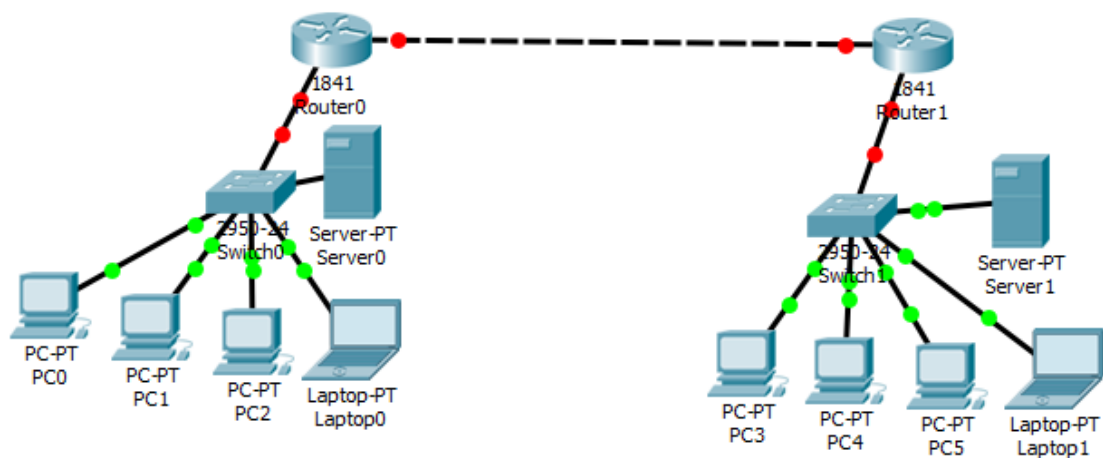 1841
Router0
1841
Router1
2950-24
Switch0
Server-PT
Server0
2950-24
Switch1
Server-PT
Server1
PC-PT
PC0
PC-PT
PC1
PC-PT
PC2
Laptop-PT
Laptop0
PC-PT
PC3
PC-PT
PC4
PC-PT
PC5
Laptop-PT
Laptop1